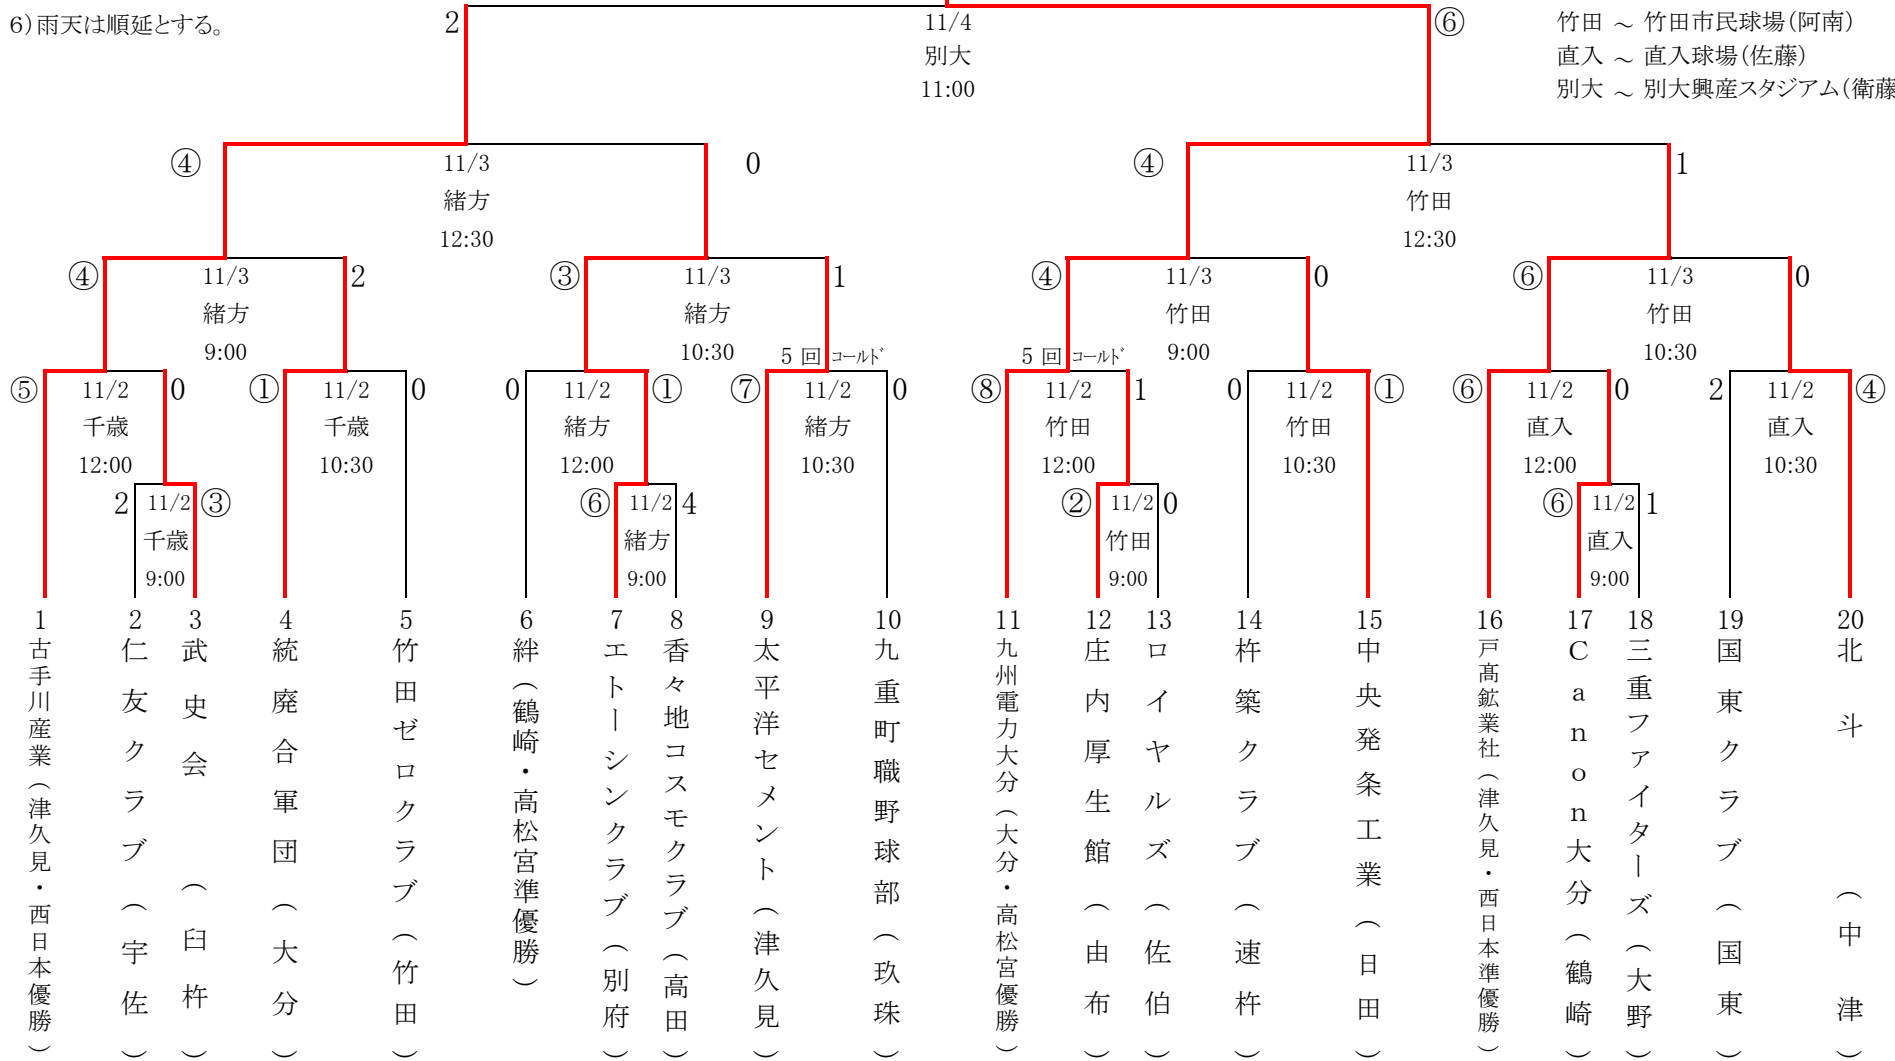 6)雨天は順延とする。
竹田 ～ 竹田市民球場(阿南)
直入 ～ 直入球場(佐藤)
別大 ～ 別大興産スタジアム(衛藤
2
11/4
別大
11:00
⑥
④
11/3
緒方
12:30
0
④
11/3
竹田
12:30
1
④
11/3
緒方
9:00
2
③
11/3
緒方
10:30
1
④
11/3
竹田
9:00
0
⑥
11/3
竹田
10:30
0
5回コールド
5回コールド
⑤
11/2
千歳
12:00
0
①
11/2
千歳
10:30
0
0
11/2
緒方
12:00
①
⑦
11/2
緒方
10:30
0
⑧
11/2
竹田
12:00
1
0
11/2
竹田
10:30
①
⑥
11/2
直入
12:00
0
2
11/2
直入
10:30
④
2
11/2
千歳
9:00
③
⑥
11/2
緒方
9:00
4
②
11/2
竹田
9:00
0
⑥
11/2
直入
9:00
1
1
古手川産業(津久見・西日本優勝)
2
仁友クラブ(宇佐)
3
武史会(臼杵)
4
統廃合軍団(大分)
5
竹田ゼロクラブ(竹田)
6
絆(鶴崎・高松宮準優勝)
7
エトーシンクラブ(別府)
8
香々地コスモクラブ(高田)
9
太平洋セメント(津久見)
10
九重町職野球部(玖珠)
11
九州電力大分(大分・高松宮優勝)
12
庄内厚生館(由布)
13
ロイヤルズ(佐伯)
14
杵築クラブ(速杵)
15
中央発条工業(日田)
16
戸髙鉱業社(津久見・西日本準優勝)
17
Canon大分(鶴崎)
18
三重ファイターズ(大野)
19
国東クラブ(国東)
20
北斗(中津)